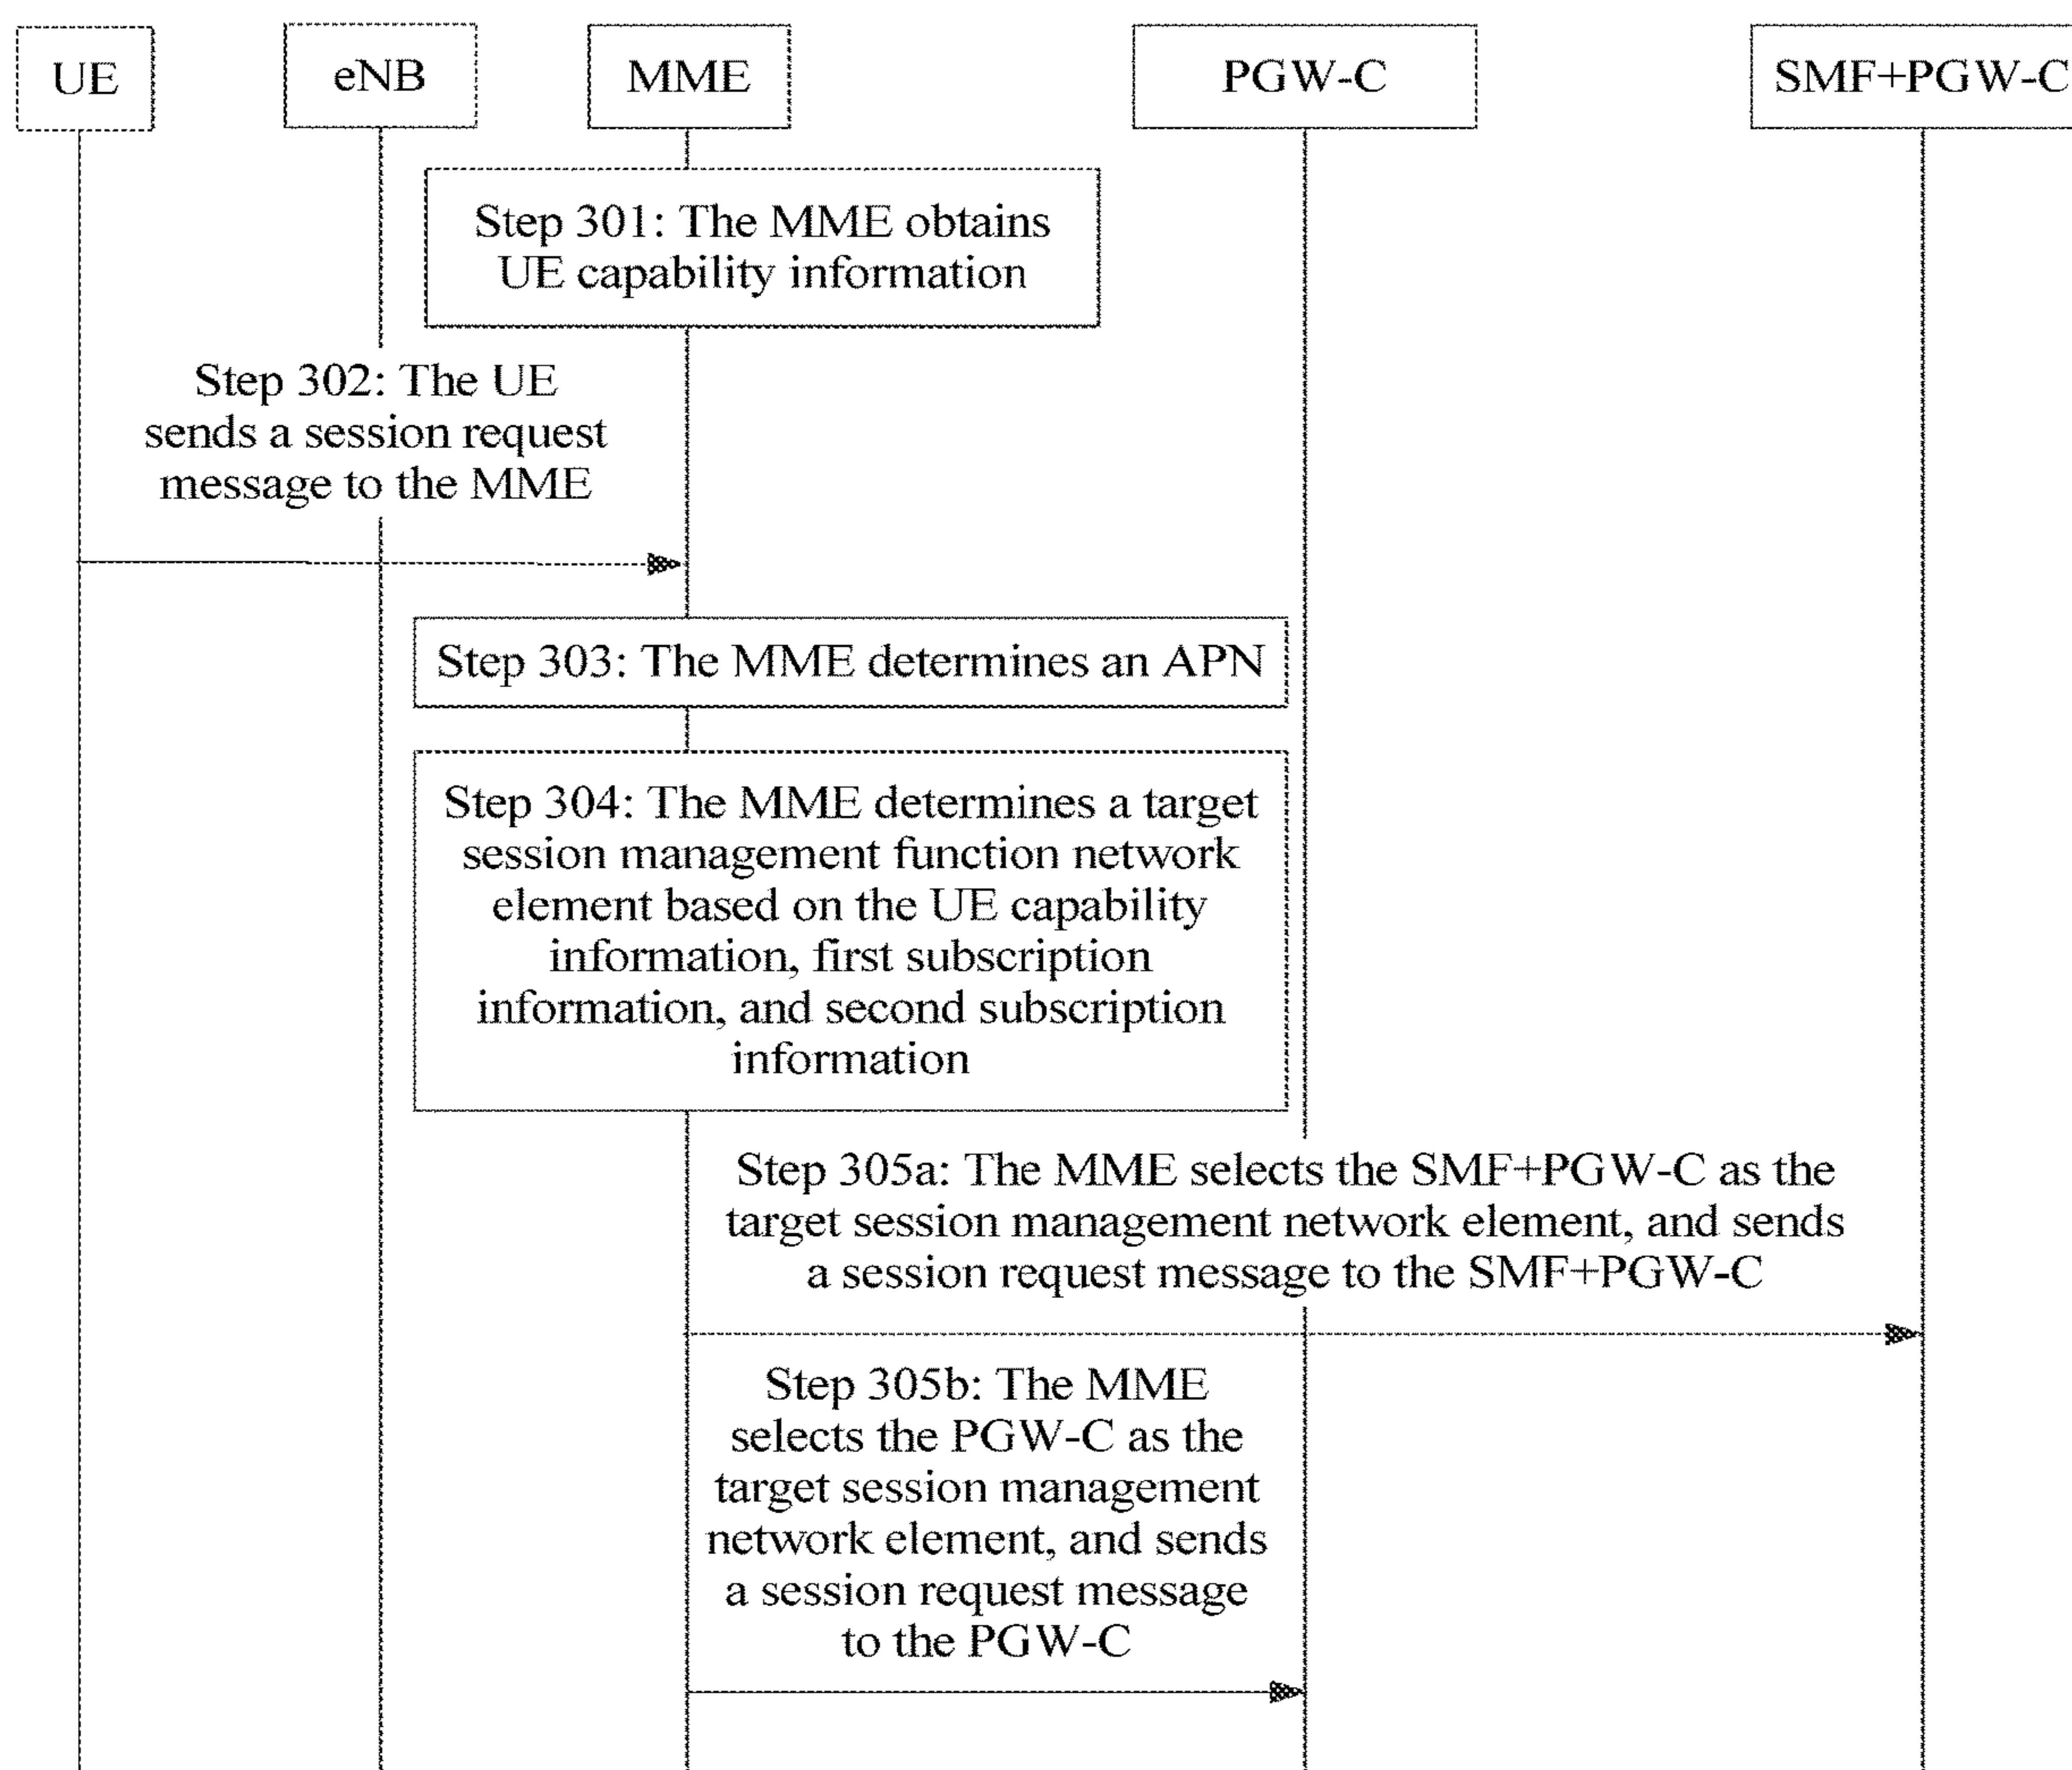 UE
eNB
MME
PGW-C
SMF+PGW-C
Step 301: The MME obtains
UE capability information
Step 302: The UE
sends a session request
message to the MME
Step 303: The MME determines an APN
Step 304: The MME determines a target
session management function network
element based on the UE capability
information, first subscription
information, and second subscription
information
Step 305a: The MME selects the SMF+PGW-C as the
target session management network element, and sends
a session request message to the SMF+PGW-C
Step 305b: The MME
selects the PGW-C as the
target session management
network element, and sends
a session request message
to the PGW-C